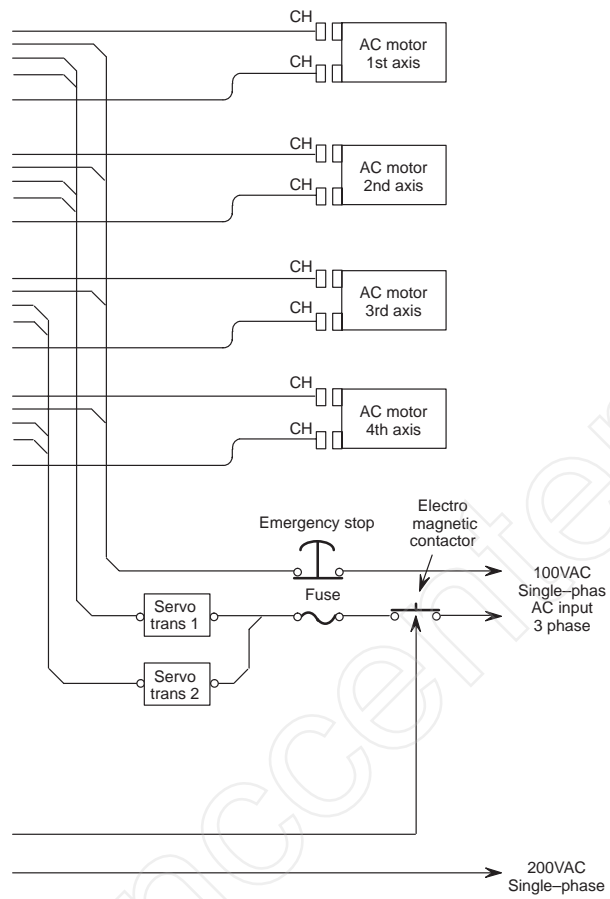 CH
AC motor
1st axis
CH
CH
AC motor
2nd axis
CH
CH
AC motor
3rd axis
CH
CH
AC motor
4th axis
CH
Electro
magnetic
contactor
Emergency stop
100VAC
Single–phas
AC input
3 phase
Fuse
Servo
trans 1
Servo
trans 2
200VAC
Single–phase